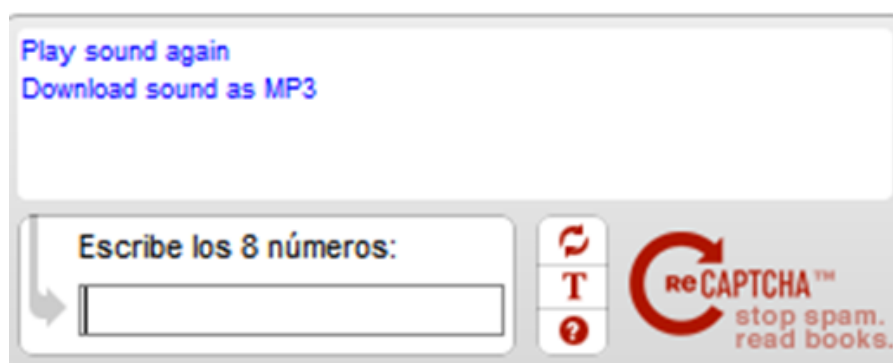 Play sound again
Download sound as MP3
Escribe los 8 números:
T
?
ReCAPTCHA™
stop spam.
read books.